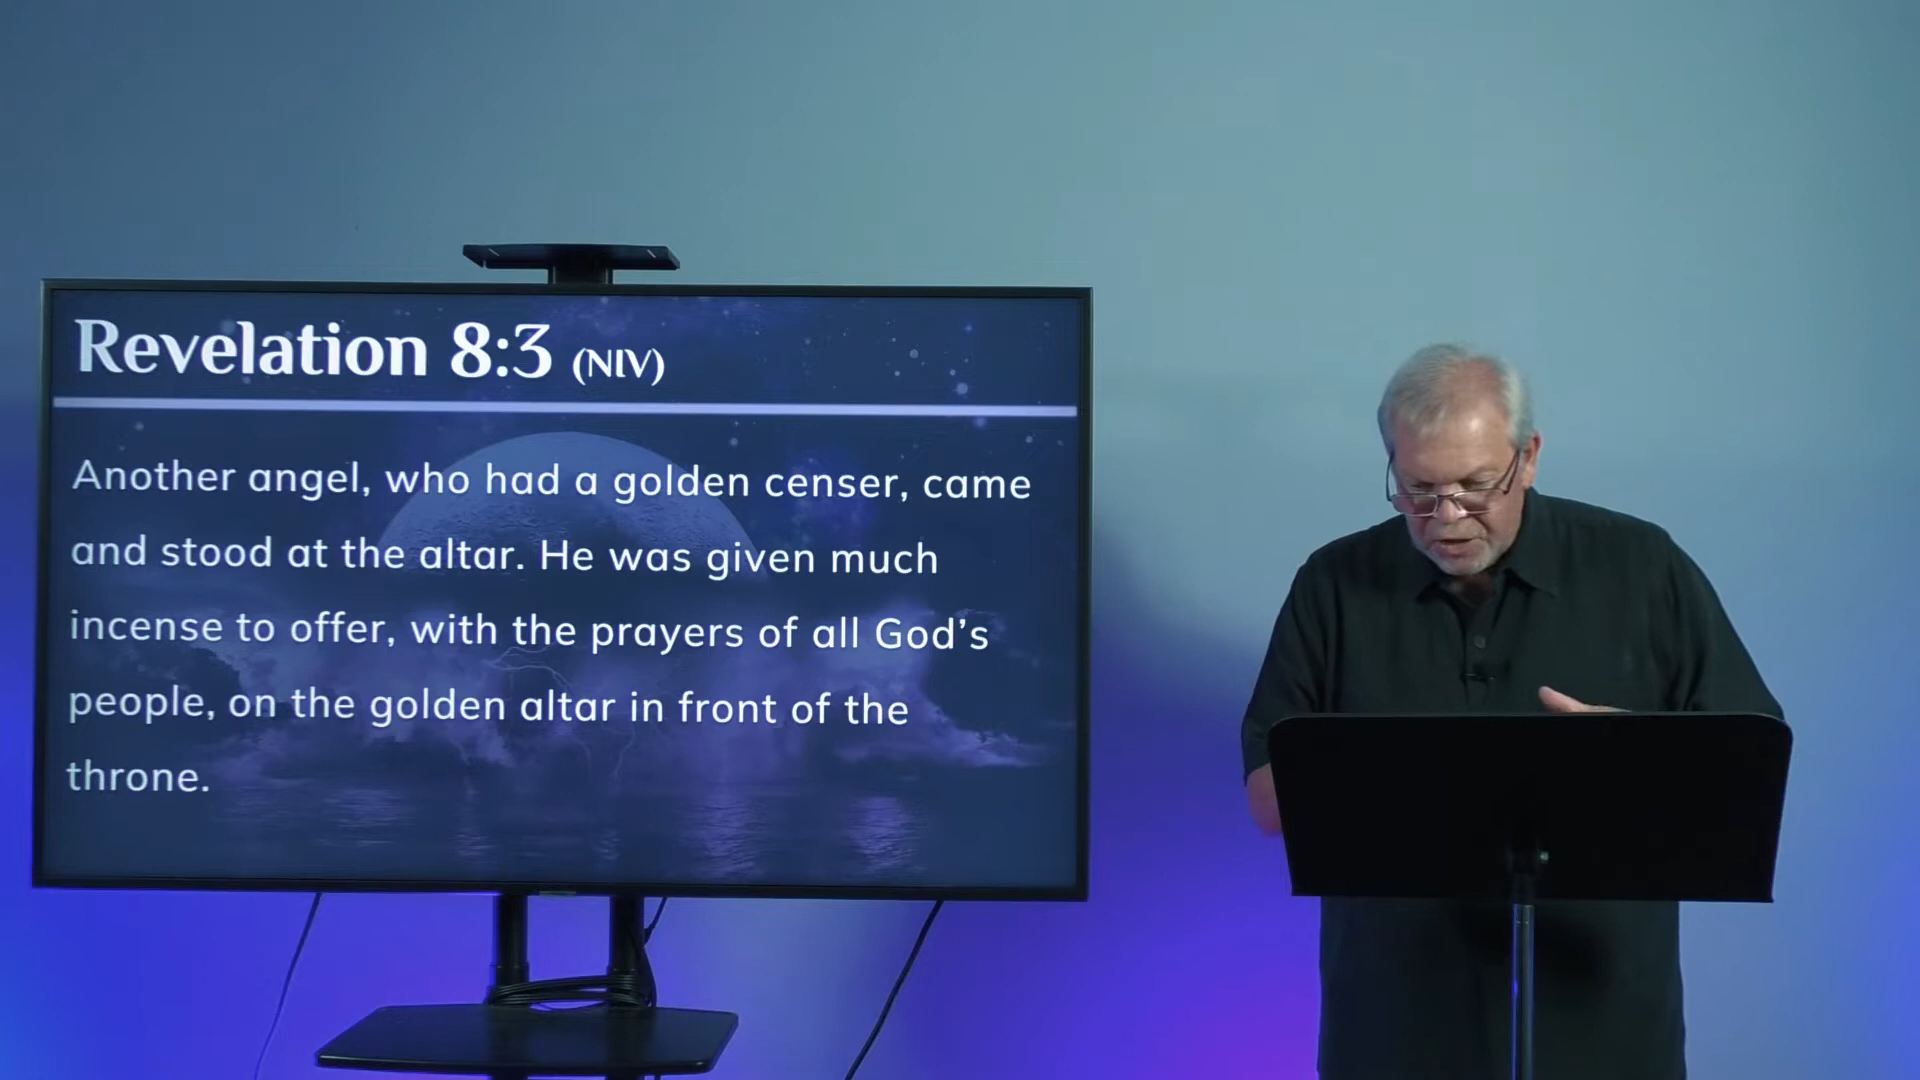 Revelation 8:3 (NIV)
Another angel, who had a golden censer, came
and stood at the altar. He was given much
incense to offer, with the prayers of all God’s
people, on the golden altar in front of the
throne.